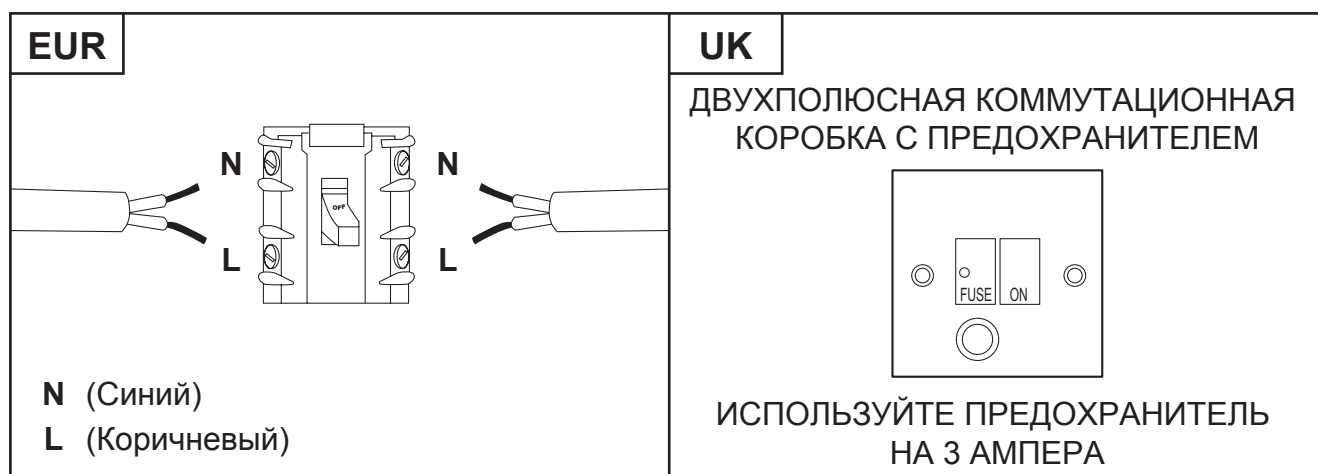 EUR
N
N
OFF
L
L
N (Синий)
L (Коричневый)
UK
ДВУХПОЛЮСНАЯ КОММУТАЦИОННАЯ
КОРОБКА С ПРЕДОХРАНИТЕЛЕМ
FUSE ON
ИСПОЛЬЗУЙТЕ ПРЕДОХРАНИТЕЛЬ
НА 3 АМПЕРА